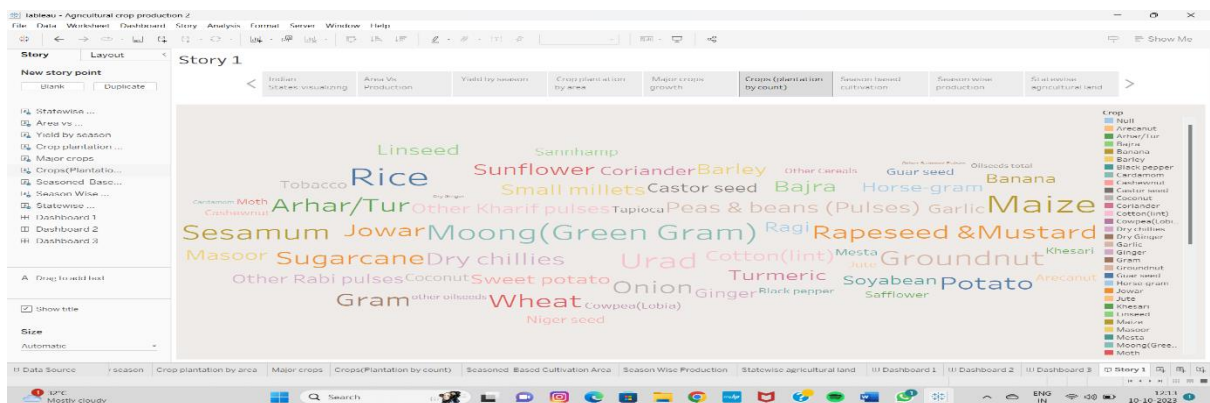 Tableau - Agricultural crop production 2
File Data Worksheet Dashboard Story Analysis Format Server Window Help
Show Me
Story Layout
Story 1
New story point
Blank Duplicate
Indian States visualizing
Area Vs Production
Yield by season
Crop plantation by area
Major crops growth
Crops (plantation by count)
Season based cultivation
Season wise production
Statewise agricultural land
Statewise ...
Area vs ...
Yield by season
Crop plantation ...
Major crops
Crops(Plantatio...
Seasoned Base...
Season Wise ...
Statewise ...
Dashboard 1
Dashboard 2
Dashboard 3
A Drag to add text
Show title
Size
Automatic
Linseed Sannhamp
Sunflower Coriander Barley Other Cereals Guar seed Oilseeds total
Tobacco Rice Small millets Castor seed Bajra Horse-gram Banana
Cardamom Moth Cashewnut Arhar/Tur Dry Ginger Other Kharif pulses Tapioca Peas & beans (Pulses) Garlic Maize
Sesamum Jowar Moong(Green Gram) Ragi Rapeseed &Mustard
Masoor Sugarcane Dry chillies Urad Cotton(lint) Mesta Jute Groundnut Khesari
Other Rabi pulses Coconut Sweet potato Onion Turmeric Soyabean Potato Arecanut
Gram other oilseeds Wheat Cowpea(Lobia) Ginger Black pepper Safflower
Niger seed
Crop
Null
Arecanut
Arhar/Tur
Bajra
Banana
Barley
Black pepper
Cardamom
Cashewnut
Castor seed
Coconut
Coriander
Cotton(lint)
Cowpea(Lobi..
Dry chillies
Dry Ginger
Garlic
Ginger
Gram
Groundnut
Guar seed
Horse-gram
Jowar
Jute
Khesari
Linseed
Maize
Masoor
Mesta
Moong(Gree..
Moth
Data Source season Crop plantation by area Major crops Crops(Plantation by count) Seasoned Based Cultivation Area Season Wise Production Statewise agricultural land Dashboard 1 Dashboard 2 Dashboard 3 Story 1
12°C
Mostly cloudy
Search
ENG
IN
12:13
10-10-2023